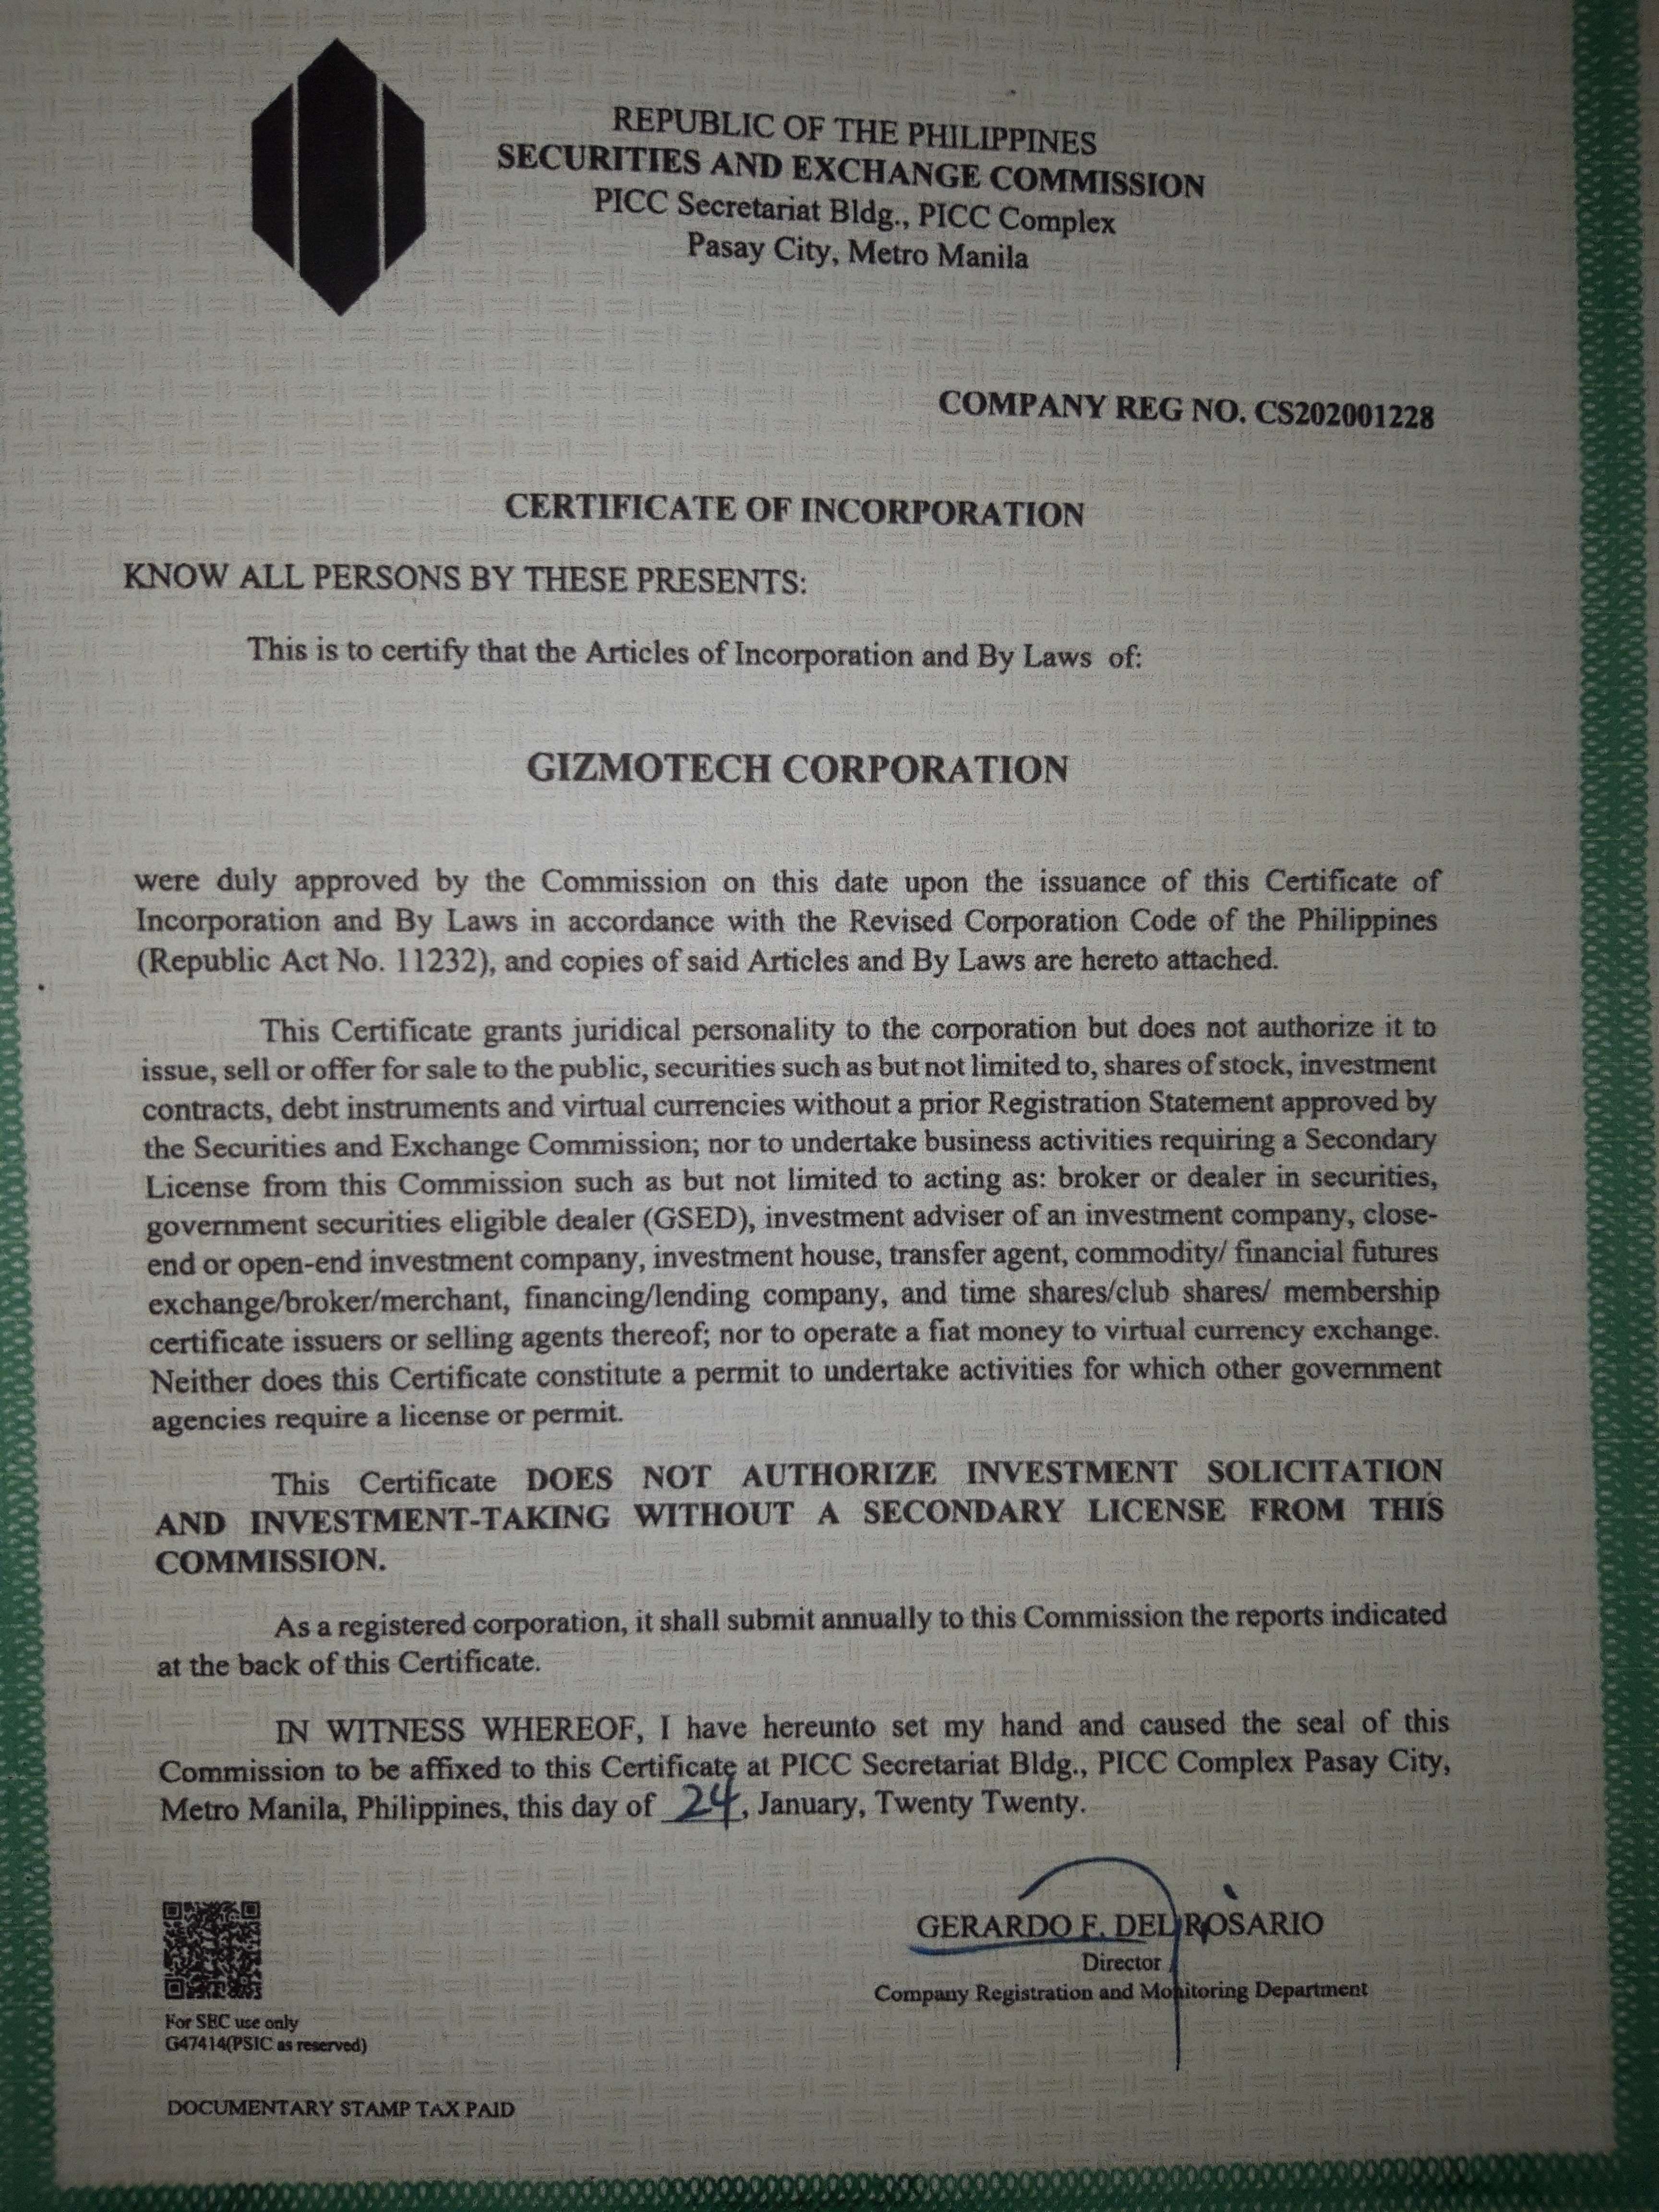 REPUBLIC OF THE PHILIPPINES
SECURITIES AND EXCHANGE COMMISSION
PICC Secretariat Bldg., PICC Complex
Pasay City, Metro Manila
COMPANY REG NO. CS202001228
CERTIFICATE OF INCORPORATION
KNOW ALL PERSONS BY THESE PRESENTS:
This is to certify that the Articles of Incorporation and By Laws of:
GIZMOTECH CORPORATION
were duly approved by the Commission on this date upon the issuance of this Certificate of
Incorporation and By Laws in accordance with the Revised Corporation Code of the Philippines
(Republic Act No. 11232), and copies of said Articles and By Laws are hereto attached.
This Certificate grants juridical personality to the corporation but does not authorize it to
issue, sell or offer for sale to the public, securities such as but not limited to, shares of stock, investment
contracts, debt instruments and virtual currencies without a prior Registration Statement approved by
the Securities and Exchange Commission; nor to undertake business activities requiring a Secondary
License from this Commission such as but not limited to acting as: broker or dealer in securities,
government securities eligible dealer (GSED), investment adviser of an investment company, close-
end or open-end investment company, investment house, transfer agent, commodity/ financial futures
exchange/broker/merchant, financing/lending company, and time shares/club shares/ membership
certificate issuers or selling agents thereof; nor to operate a fiat money to virtual currency exchange.
Neither does this Certificate constitute a permit to undertake activities for which other government
agencies require a license or permit.
This Certificate DOES NOT AUTHORIZE INVESTMENT SOLICITATION
AND INVESTMENT-TAKING WITHOUT A SECONDARY LICENSE FROM THIS
COMMISSION.
As a registered corporation, it shall submit annually to this Commission the reports indicated
at the back of this Certificate.
IN WITNESS WHEREOF, I have hereunto set my hand and caused the seal of this
Commission to be affixed to this Certificate at PICC Secretariat Bldg., PICC Complex Pasay City,
Metro Manila, Philippines, this day of 24, January, Twenty Twenty.
GERARDO F. DEL ROSARIO
Director
Company Registration and Monitoring Department
For SEC use only
G47414(PSIC as reserved)
DOCUMENTARY STAMP TAX PAID